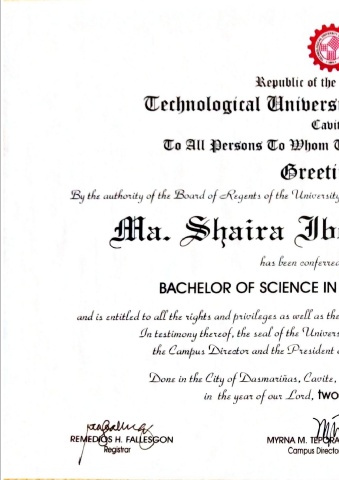 Republic of the
Technological Univers
Cavit
To All Persons To Whom
Greeti
By the authority of the Board of Regents of the University
Ma. Shaira Ib
has been conferred
BACHELOR OF SCIENCE IN
and is entitled to all the rights and privileges as well as the
In testimony thereof, the seal of the Univers
the Campus Director and the President
Done in the City of Dasmariñas, Cavite,
in the year of our Lord, two
REMEDIOS H. FALLESGON
MYRNA M. TEPORA
Registrar
Campus Director